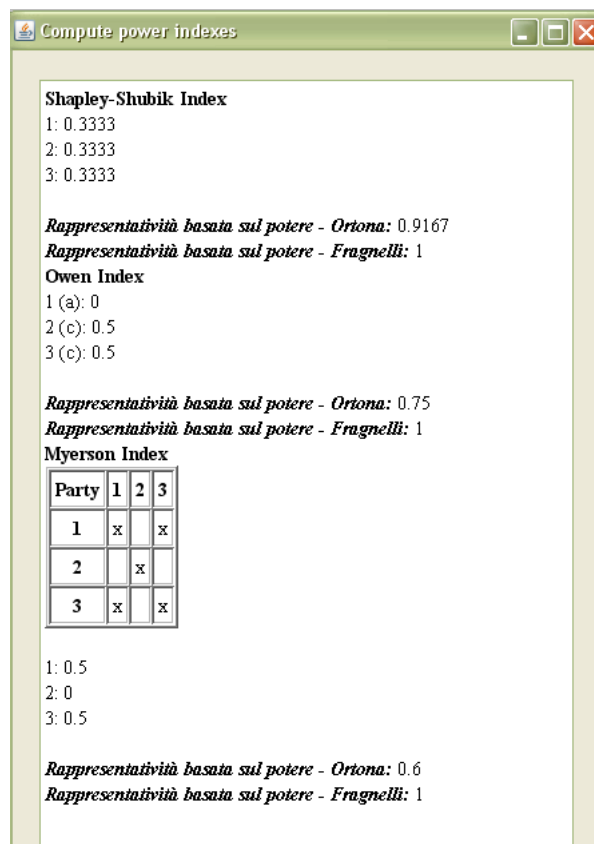 Compute power indexes
Shapley-Shubik Index
1: 0.3333
2: 0.3333
3: 0.3333
Rappresentatività basata sul potere - Ortona: 0.9167
Rappresentatività basata sul potere - Fragnelli: 1
Owen Index
1 (a): 0
2 (c): 0.5
3 (c): 0.5
Rappresentatività basata sul potere - Ortona: 0.75
Rappresentatività basata sul potere - Fragnelli: 1
Myerson Index
Party 1 2 3
1 x x
2 x
3 x x
1: 0.5
2: 0
3: 0.5
Rappresentatività basata sul potere - Ortona: 0.6
Rappresentatività basata sul potere - Fragnelli: 1